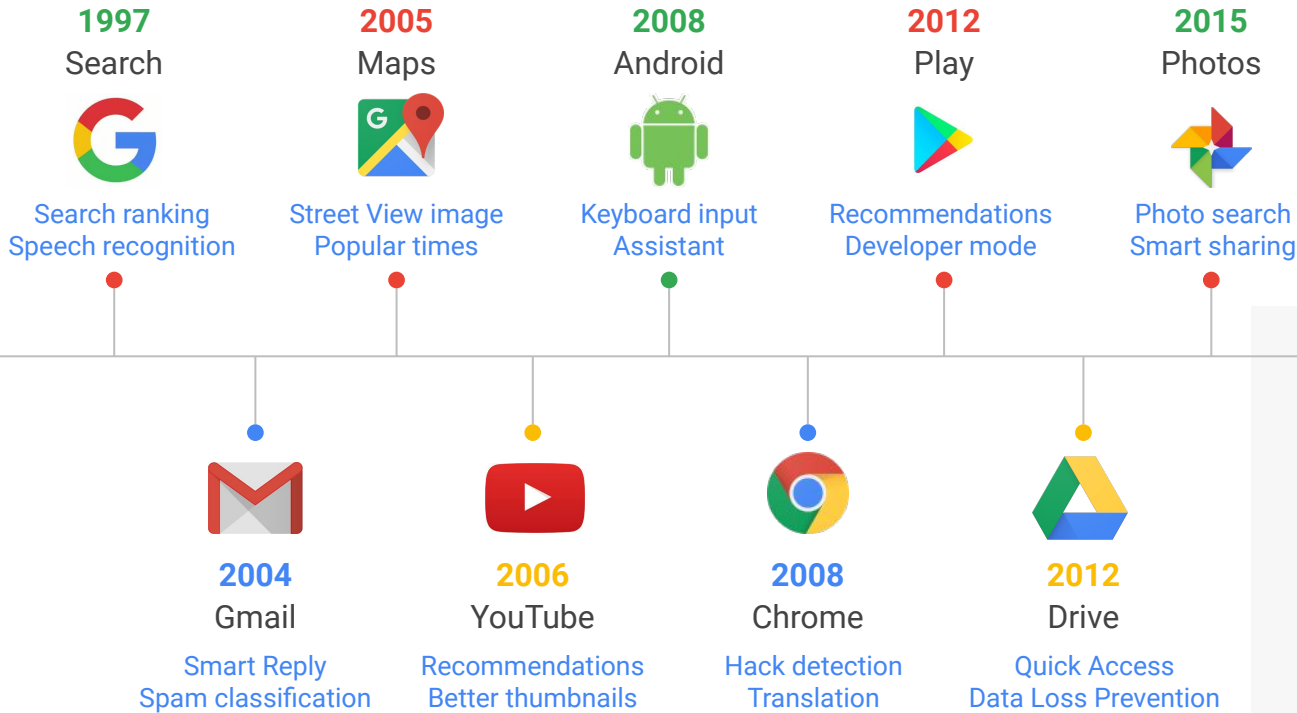 1997
Search
Search ranking
Speech recognition
2005
Maps
G
Street View image
Popular times
2008
Android
Keyboard input
Assistant
2012
Play
Recommendations
Developer mode
2015
Photos
Photo search
Smart sharing
2004
Gmail
Smart Reply
Spam classification
2006
YouTube
Recommendations
Better thumbnails
2008
Chrome
Hack detection
Translation
2012
Drive
Quick Access
Data Loss Prevention